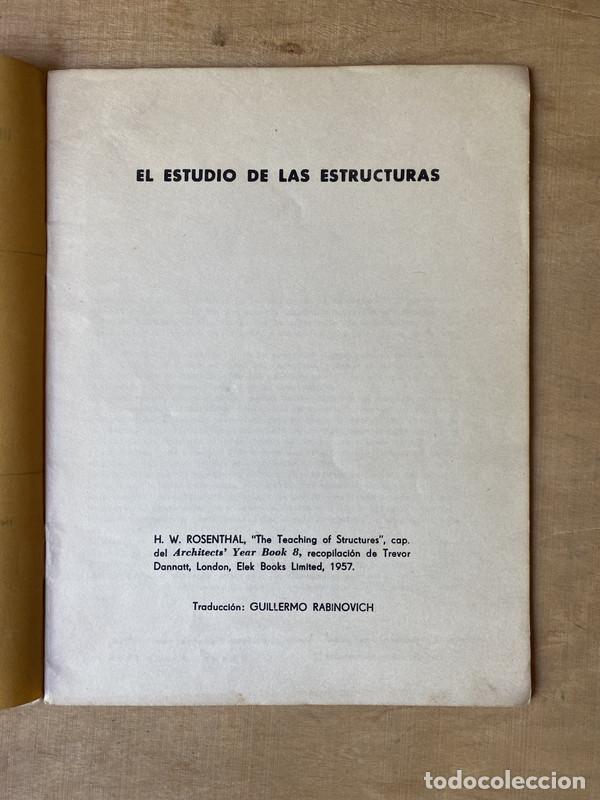 EL ESTUDIO DE LAS ESTRUCTURAS
H. W. ROSENTHAL, "The Teaching of Structures", cap.
del Architects' Year Book 8, recopilación de Trevor
Dannatt, London, Elek Books Limited, 1957.
Traducción: GUILLERMO RABINOVICH
todocoleccion